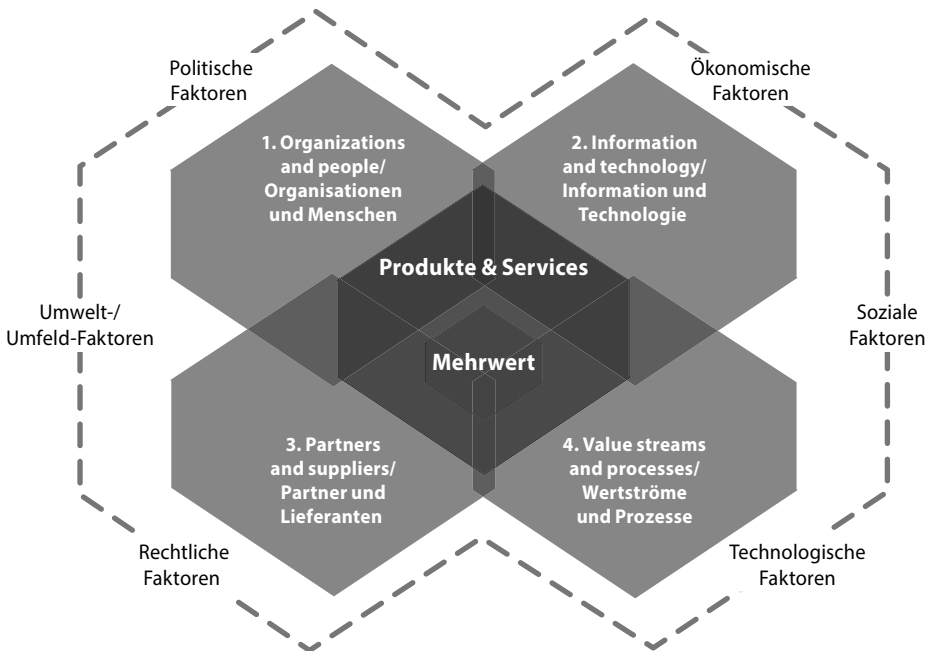 Politische
Faktoren
Ökonomische
Faktoren
1. Organizations
and people/
Organisationen
und Menschen
2. Information
and technology/
Information und
Technologie
Produkte & Services
Umwelt-/
Umfeld-Faktoren
Soziale
Faktoren
Mehrwert
3. Partners
and suppliers/
Partner und
Lieferanten
4. Value streams
and processes/
Wertströme
und Prozesse
Rechtliche
Faktoren
Technologische
Faktoren